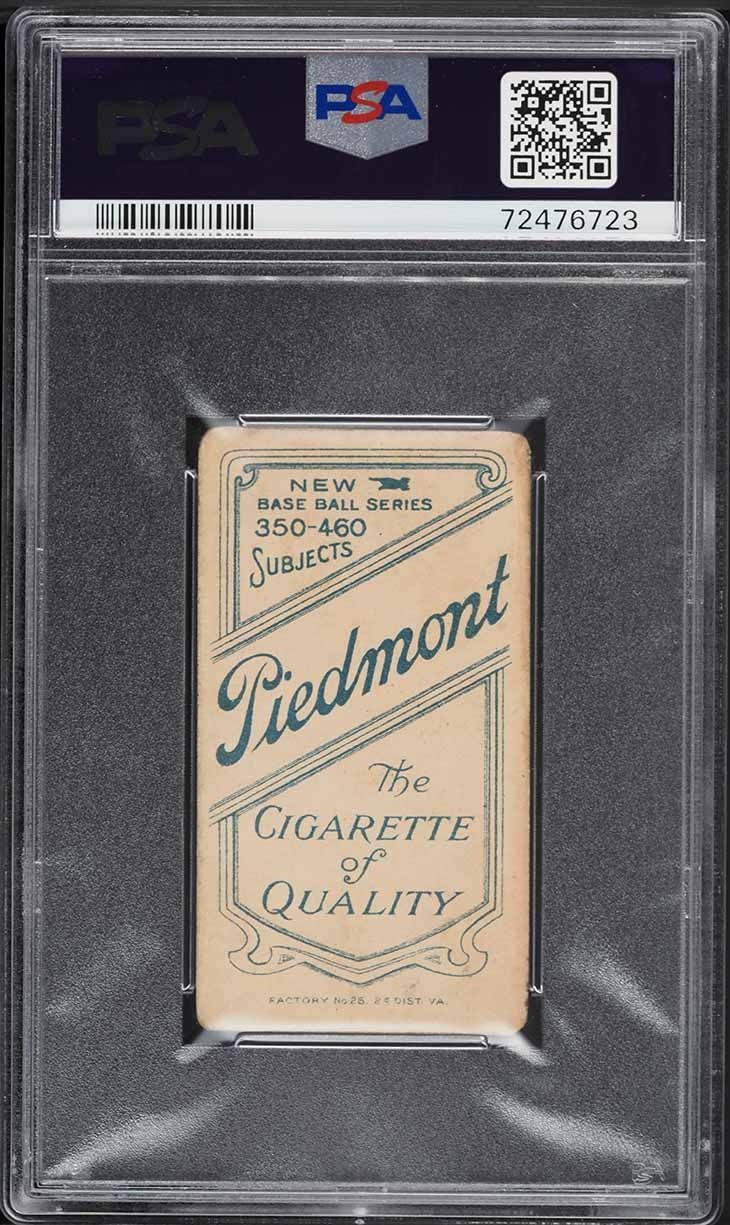 PSA
PSA
72476723
NEW
BASE BALL SERIES
350-460
SUBJECTS
Piedmont
The
CIGARETTE
of
QUALITY
FACTORY No 25. 2d DIST. VA.